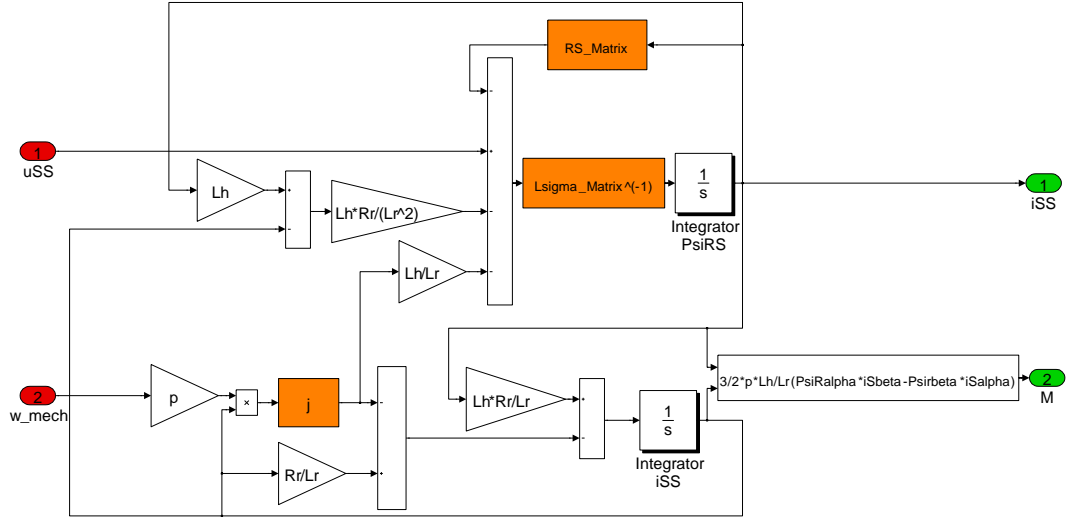 RS_Matrix
-
1
uSS
+
Lh
+
-
Lh*Rr/(Lr^2)
-
Lsigma_Matrix^(-1)
1
s
Integrator
PsiRS
1
iSS
Lh/Lr
-
2
w_mech
p
×
j
-
Rr/Lr
+
Lh*Rr/Lr
+
-
1
s
Integrator
iSS
3/2*p*Lh/Lr(PsiRalpha*iSbeta-Psirbeta*iSalpha)
2
M